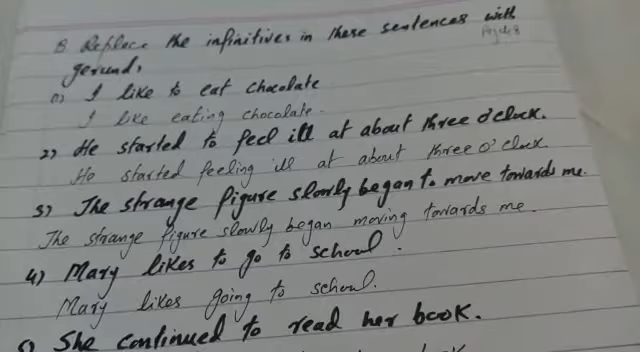 B. Replace the infinitives in these sentences with
gerunds
1) I like to eat chocolate
I like eating chocolate.
2) He started to feel ill at about three o'clock.
He started feeling ill at about three o'clock
3) The strange figure slowly began to move towards me.
The strange figure slowly began moving towards me.
4) Mary likes to go to school.
Mary likes going to school.
5) She continued to read her book.